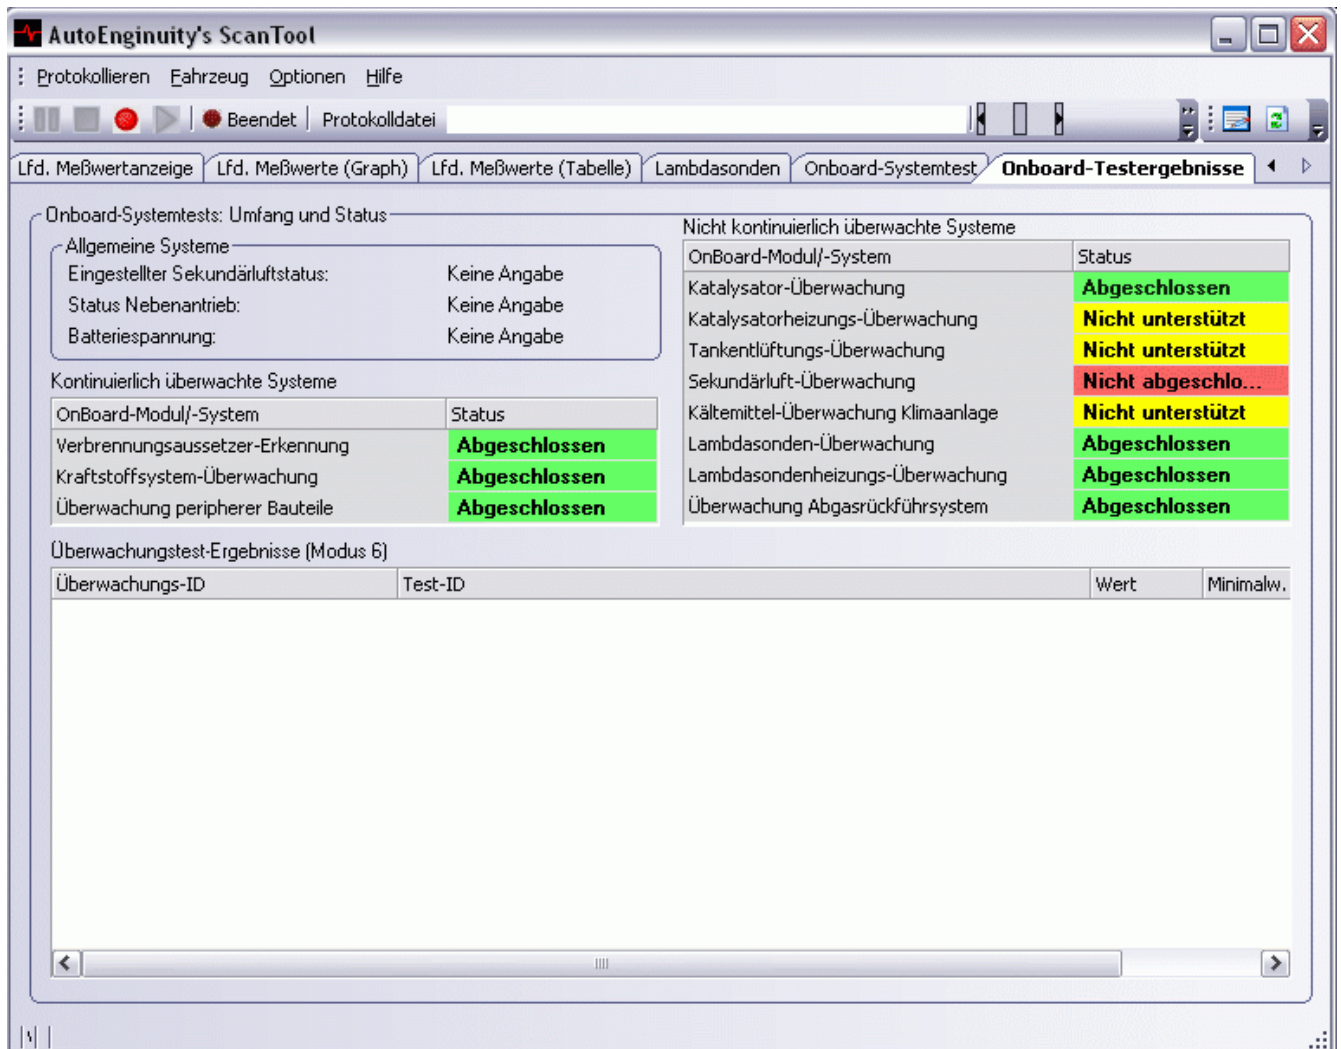 AutoEnginuity's ScanTool
Protokollieren Fahrzeug Optionen Hilfe
Beendet Protokolldatei
Lfd. Meßwertanzeige Lfd. Meßwerte (Graph) Lfd. Meßwerte (Tabelle) Lambdasonden Onboard-Systemtest Onboard-Testergebnisse
Onboard-Systemtests: Umfang und Status
Allgemeine Systeme
Eingestellter Sekundärluftstatus: Keine Angabe
Status Nebenantrieb: Keine Angabe
Batteriespannung: Keine Angabe
Kontinuierlich überwachte Systeme
OnBoard-Modul/-System Status
Verbrennungsaussetzer-Erkennung Abgeschlossen
Kraftstoffsystem-Überwachung Abgeschlossen
Überwachung peripherer Bauteile Abgeschlossen
Nicht kontinuierlich überwachte Systeme
OnBoard-Modul/-System Status
Katalysator-Überwachung Abgeschlossen
Katalysatorheizungs-Überwachung Nicht unterstützt
Tankentlüftungs-Überwachung Nicht unterstützt
Sekundärluft-Überwachung Nicht abgeschlo...
Kältemittel-Überwachung Klimaanlage Nicht unterstützt
Lambdasonden-Überwachung Abgeschlossen
Lambdasondenheizungs-Überwachung Abgeschlossen
Überwachung Abgasrückführsystem Abgeschlossen
Überwachungstest-Ergebnisse (Modus 6)
Überwachungs-ID Test-ID Wert Minimalw.